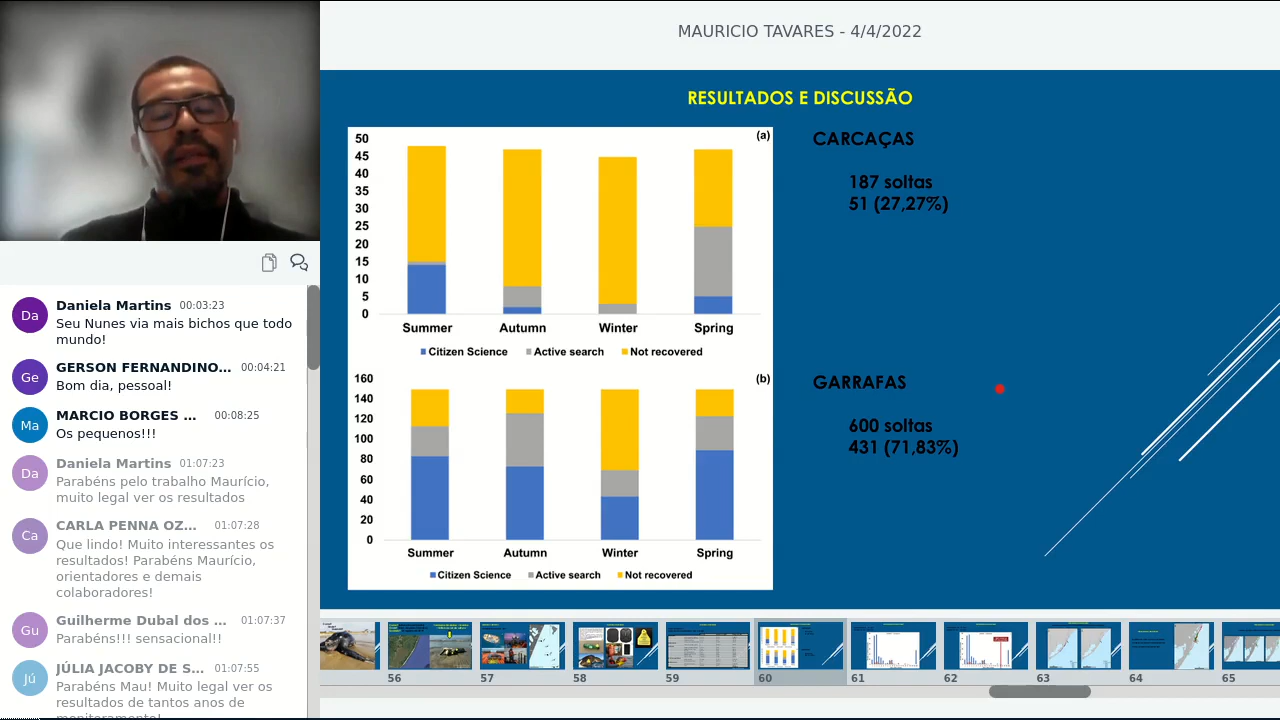 MAURICIO TAVARES - 4/4/2022
RESULTADOS E DISCUSSÃO
(a)
50
45
40
35
30
25
20
15
10
5
0
Summer Autumn Winter Spring
Citizen Science Active search Not recovered
CARCAÇAS
187 soltas
51 (27,27%)
(b)
160
140
120
100
80
60
40
20
0
Summer Autumn Winter Spring
Citizen Science Active search Not recovered
GARRAFAS
600 soltas
431 (71,83%)
Da
Daniela Martins 00:03:23
Seu Nunes via mais bichos que todo
mundo!
Ge
GERSON FERNANDINO... 00:04:21
Bom dia, pessoal!
Ma
MARCIO BORGES ... 00:08:25
Os pequenos!!!
Da
Daniela Martins 01:07:23
Parabéns pelo trabalho Maurício,
muito legal ver os resultados
Ca
CARLA PENNA OZ... 01:07:28
Que lindo! Muito interessantes os
resultados! Parabéns Maurício,
orientadores e demais
colaboradores!
Gu
Guilherme Dubal dos ... 01:07:37
Parabéns!!! sensacional!!
Jú
JÚLIA JACOBY DE S... 01:07:55
Parabéns Mau! Muito legal ver os
resultados de tantos anos de
monitoramento!
56 57 58 59 60 61 62 63 64 65